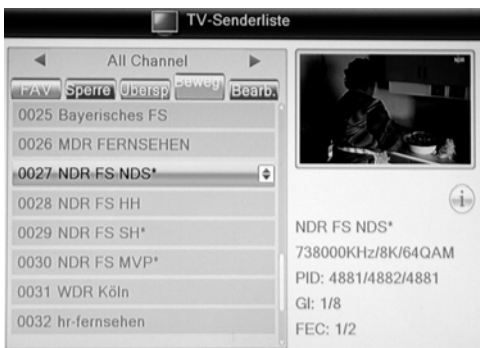 TV-Senderliste
All Channel
FAV Sperre Übersp Beweg Bearb.
0025 Bayerisches FS
0026 MDR FERNSEHEN
0027 NDR FS NDS*
0028 NDR FS HH
0029 NDR FS SH*
0030 NDR FS MVP*
0031 WDR Köln
0032 hr-fernsehen
NDR
i
NDR FS NDS*
738000KHz/8K/64QAM
PID: 4881/4882/4881
GI: 1/8
FEC: 1/2